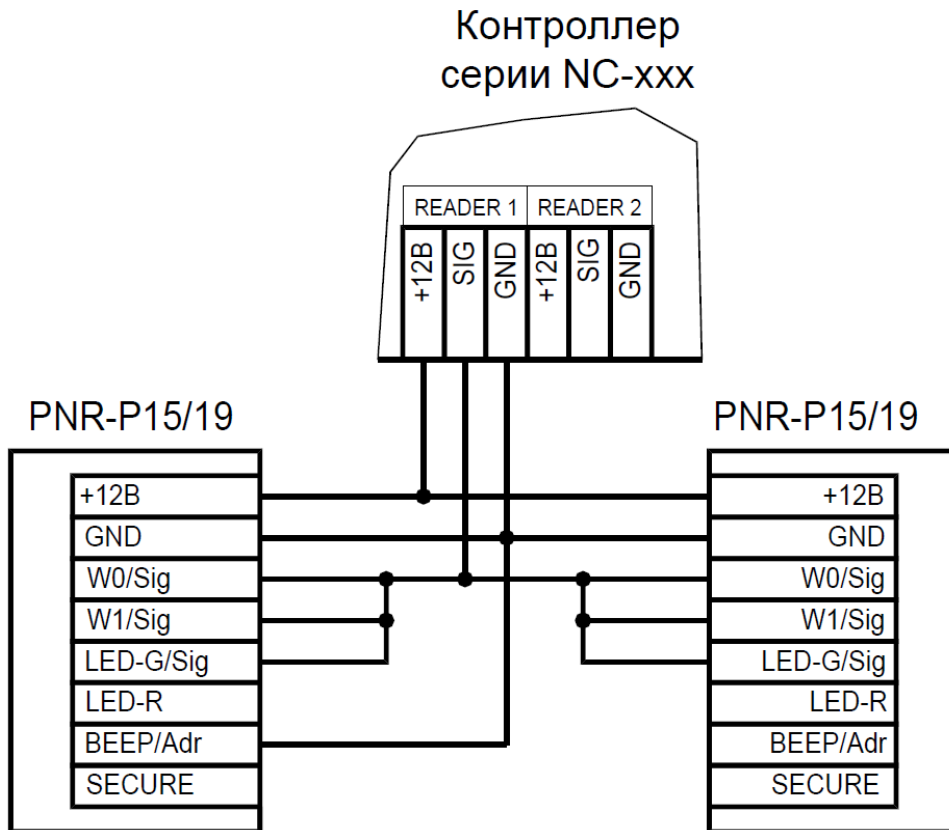 Контроллер
серии NC-xxx
READER 1 READER 2
+12В SIG GND +12В SIG GND
PNR-P15/19
+12В
GND
W0/Sig
W1/Sig
LED-G/Sig
LED-R
BEEP/Adr
SECURE
PNR-P15/19
+12В
GND
W0/Sig
W1/Sig
LED-G/Sig
LED-R
BEEP/Adr
SECURE